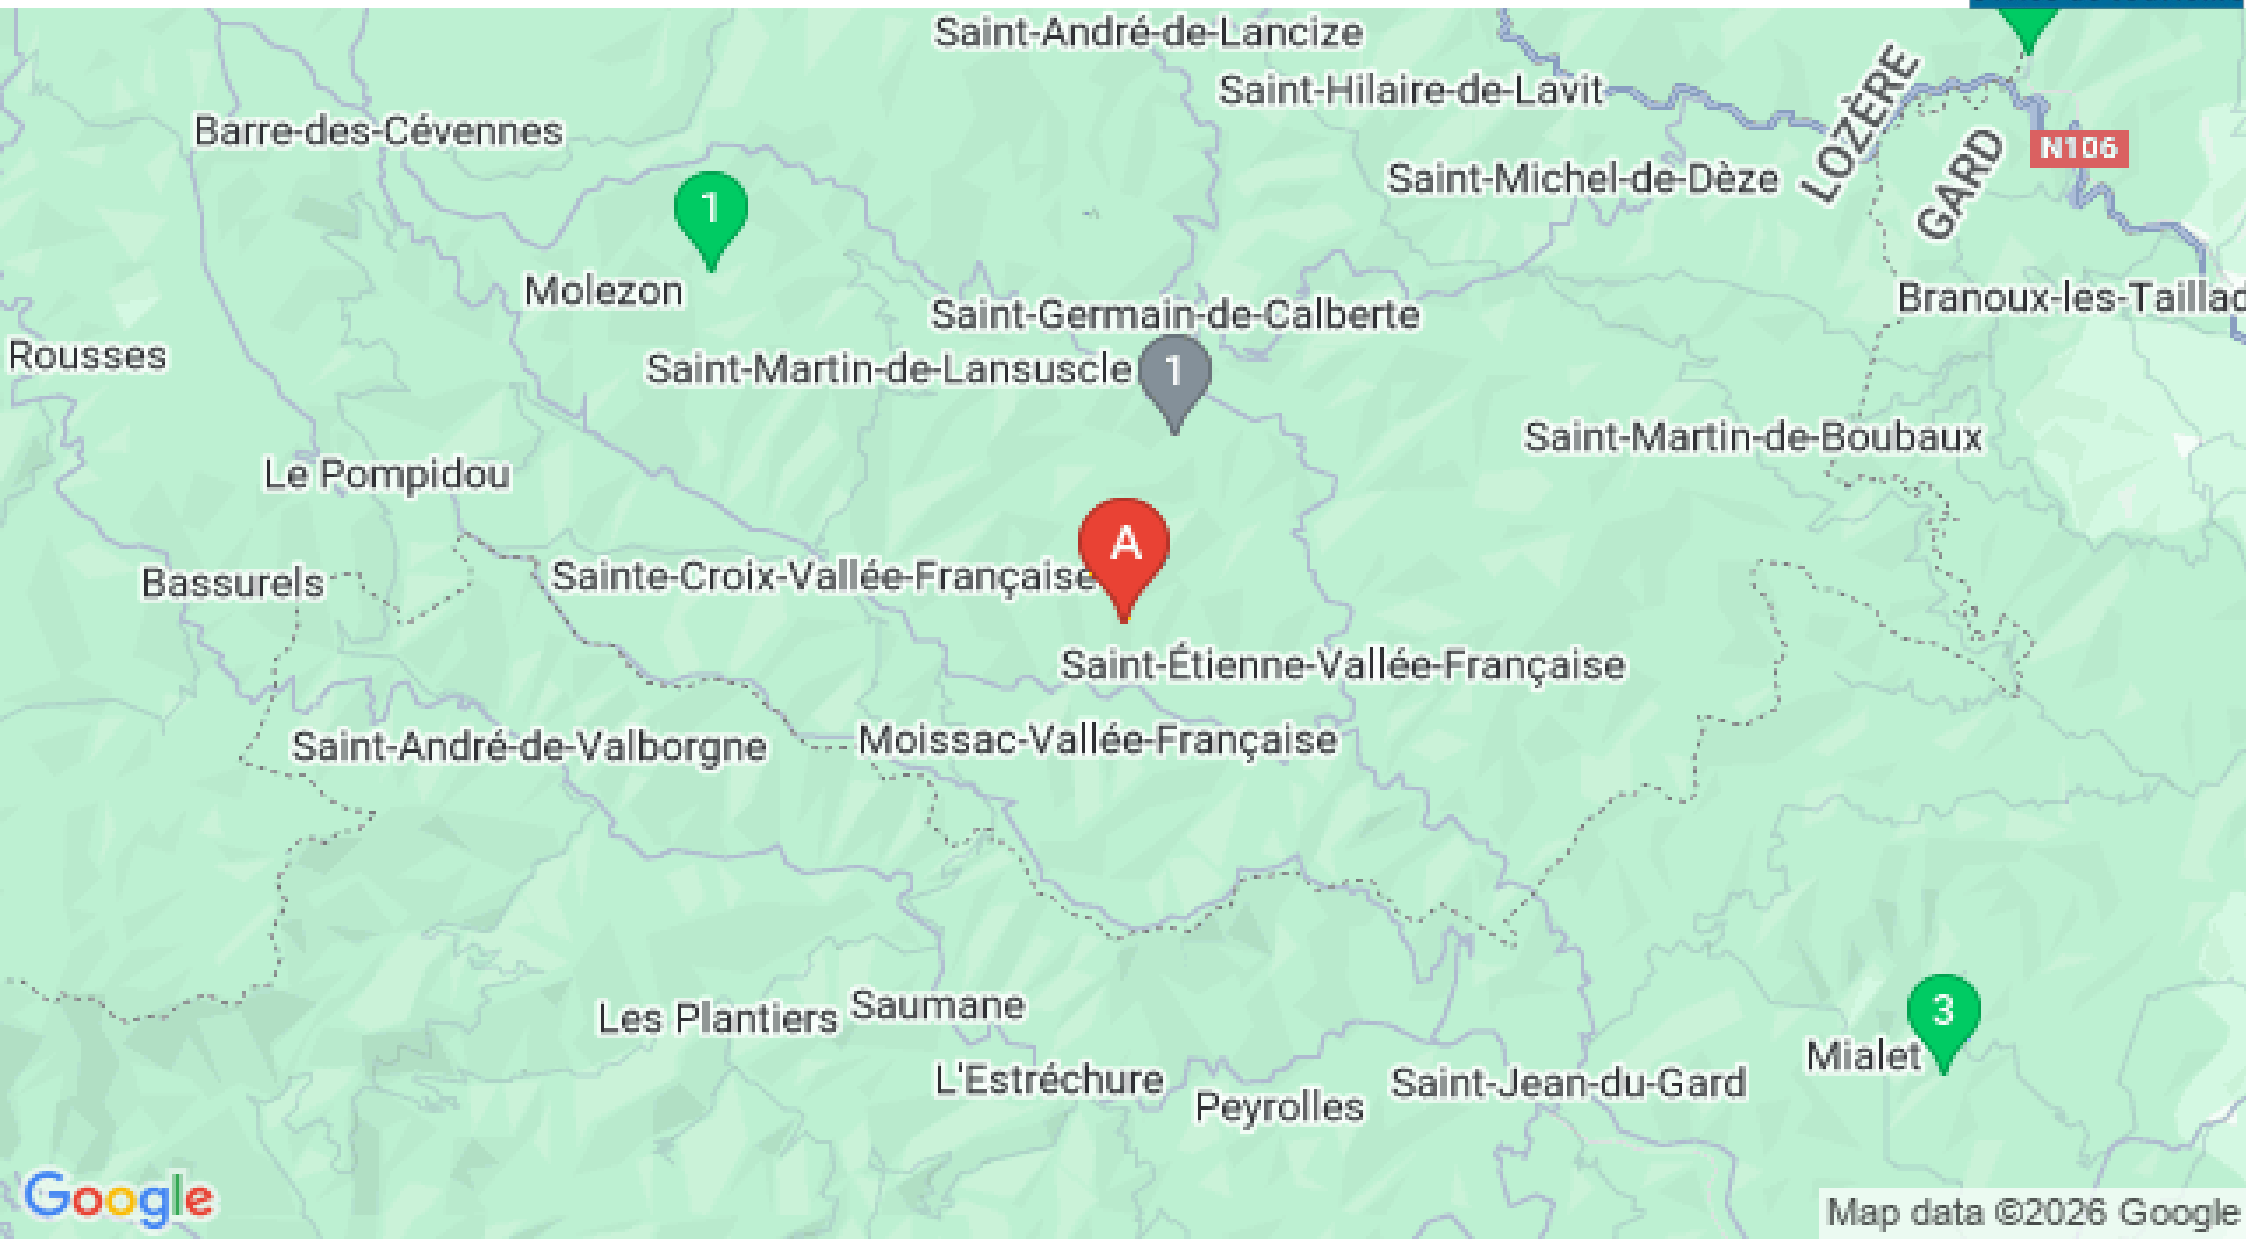 Saint-André-de-Lancize
Saint-Hilaire-de-Lavit
LOZÈRE
Barre-des-Cévennes
GARD
N106
Saint-Michel-de-Dèze
1
Molezon
Branoux-les-Taillad
Saint-Germain-de-Calberte
Rousses
Saint-Martin-de-Lansuscle
1
Saint-Martin-de-Boubaux
Le Pompidou
A
Bassurels
Sainte-Croix-Vallée-Française
Saint-Étienne-Vallée-Française
Saint-André-de-Valborgne
Moissac-Vallée-Française
Les Plantiers
Saumane
3
Mialet
L'Estréchure
Saint-Jean-du-Gard
Peyrolles
Google
Map data ©2026 Google